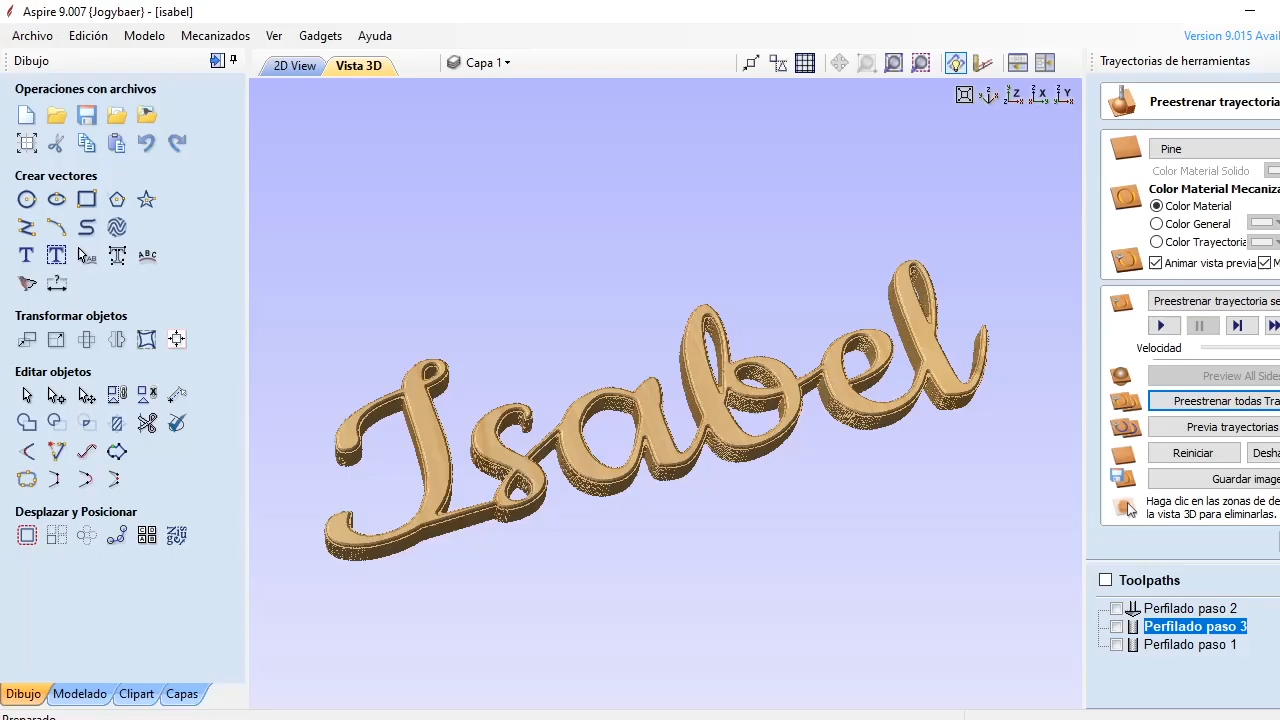 Aspire 9.007 {Jogybaer} - [isabel]
Archivo Edición Modelo Mecanizados Ver Gadgets Ayuda
Version 9.015 Avail
Dibujo
2D View Vista 3D Capa 1
Trayectorias de herramientas
Operaciones con archivos
Crear vectores
Transformar objetos
Editar objetos
Desplazar y Posicionar
Dibujo Modelado Clipart Capas
Preparado
Isabel
Preestrenar trayectoria
Pine
Color Material Solido
Color Material Mecaniza
Color Material
Color General
Color Trayectoria
Animar vista previa
Preestrenar trayectoria se
Velocidad
Preview All Sides
Preestrenar todas Tra
Previa trayectorias
Reiniciar Desha
Guardar image
Haga clic en las zonas de de
la vista 3D para eliminarlas.
Toolpaths
Perfilado paso 2
Perfilado paso 3
Perfilado paso 1